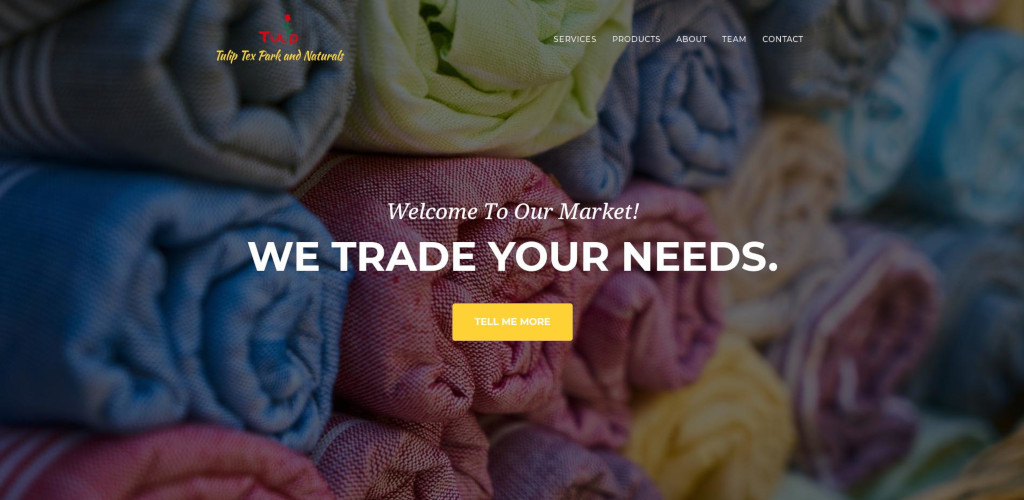 Tulip
Tulip Tex Park and Naturals
SERVICES PRODUCTS ABOUT TEAM CONTACT
Welcome To Our Market!
WE TRADE YOUR NEEDS.
TELL ME MORE